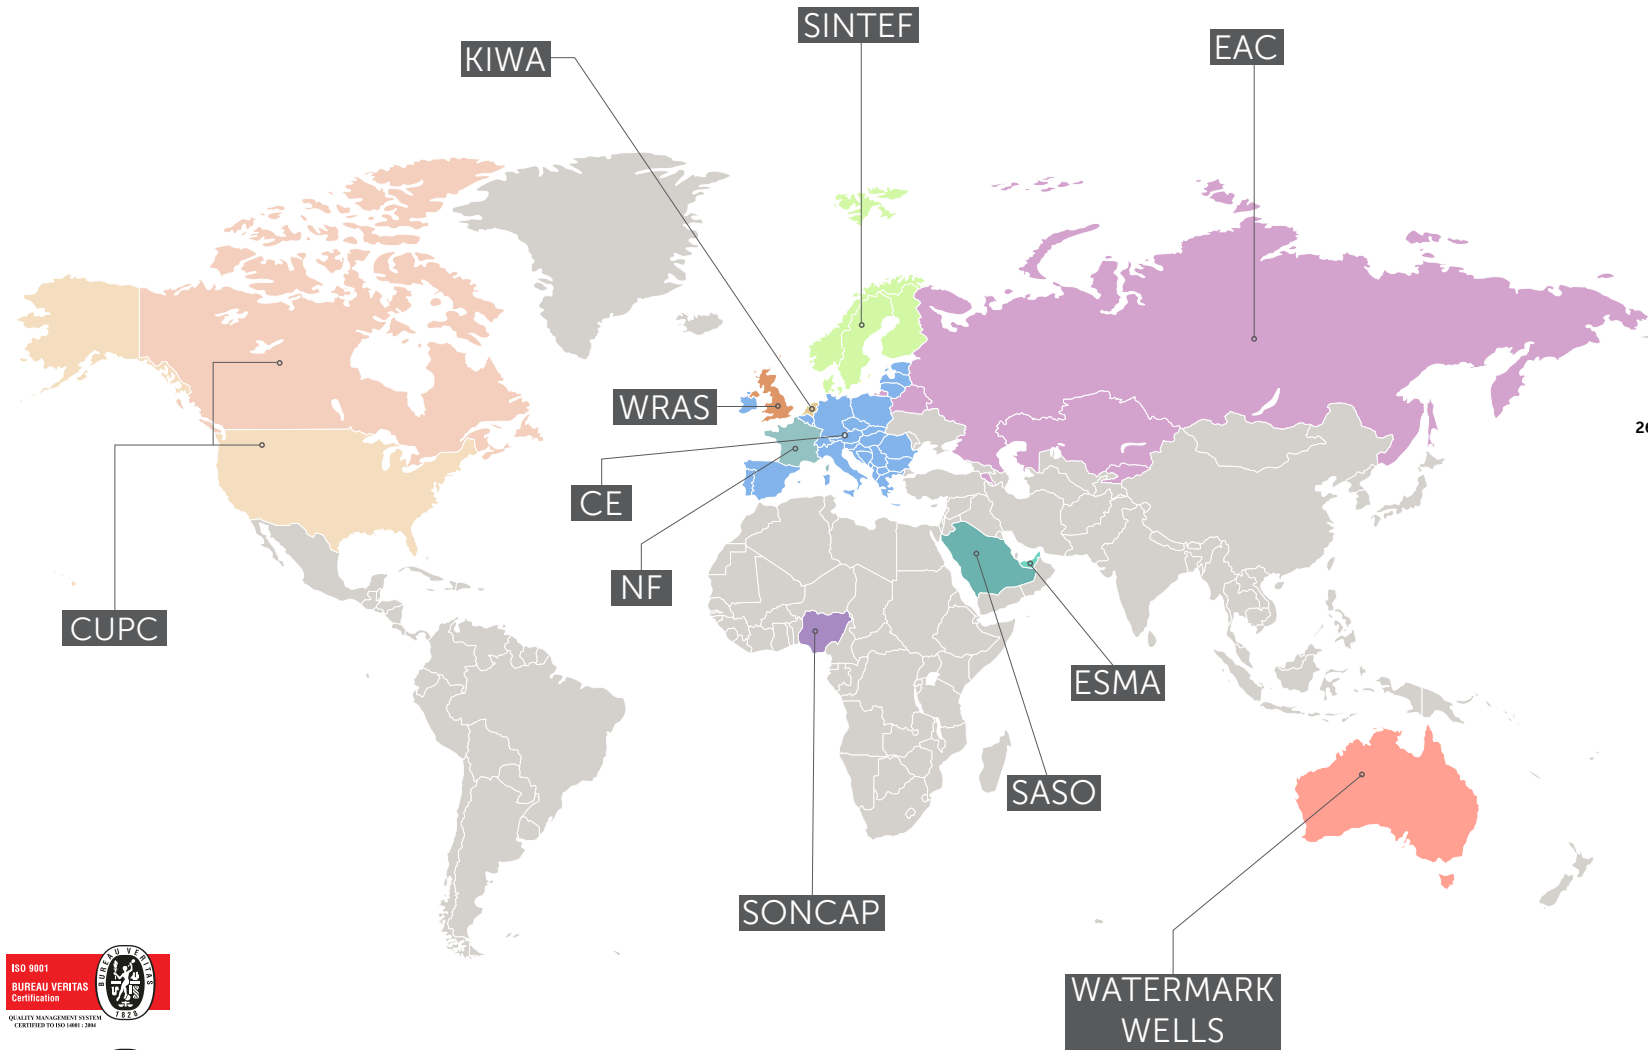 SINTEF
KIWA
EAC
WRAS
20
CE
NF
CUPC
ESMA
SASO
SONCAP
WATERMARK
WELLS
ISO 9001
BUREAU VERITAS
Certification
BUREAU VERITAS
1828
QUALITY MANAGEMENT SYSTEM
CERTIFIED TO ISO 14001 : 2004